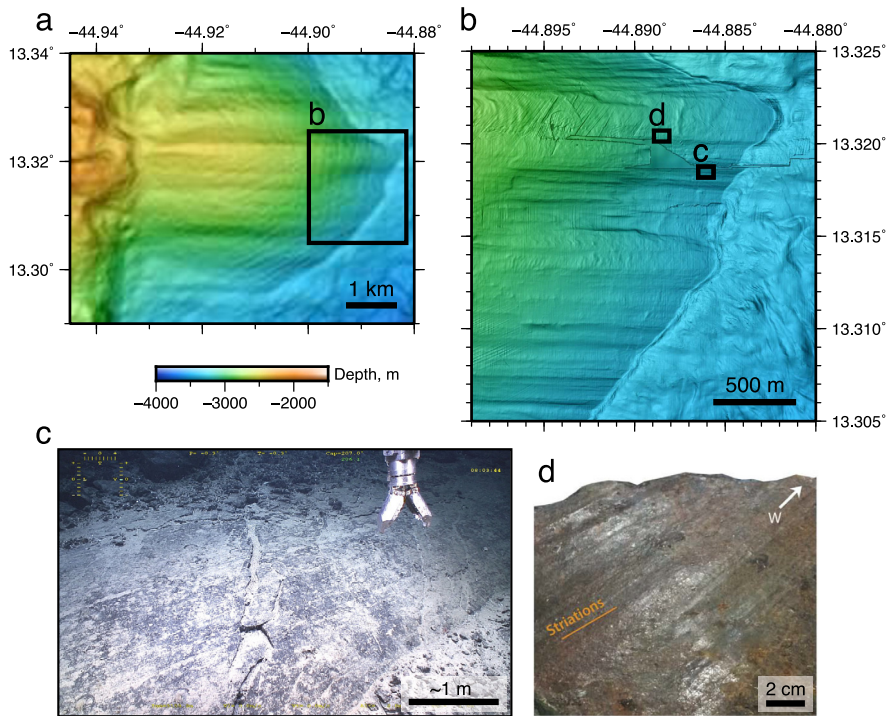 a
−44.94˚ −44.92˚ −44.90˚ −44.88˚
13.34˚
13.32˚
13.30˚
b
1 km
Depth, m
−4000 −3000 −2000
b
−44.895˚ −44.890˚ −44.885˚ −44.880˚
13.325˚
13.320˚
13.315˚
13.310˚
13.305˚
d
c
500 m
c
~1 m
d
W
Striations
2 cm